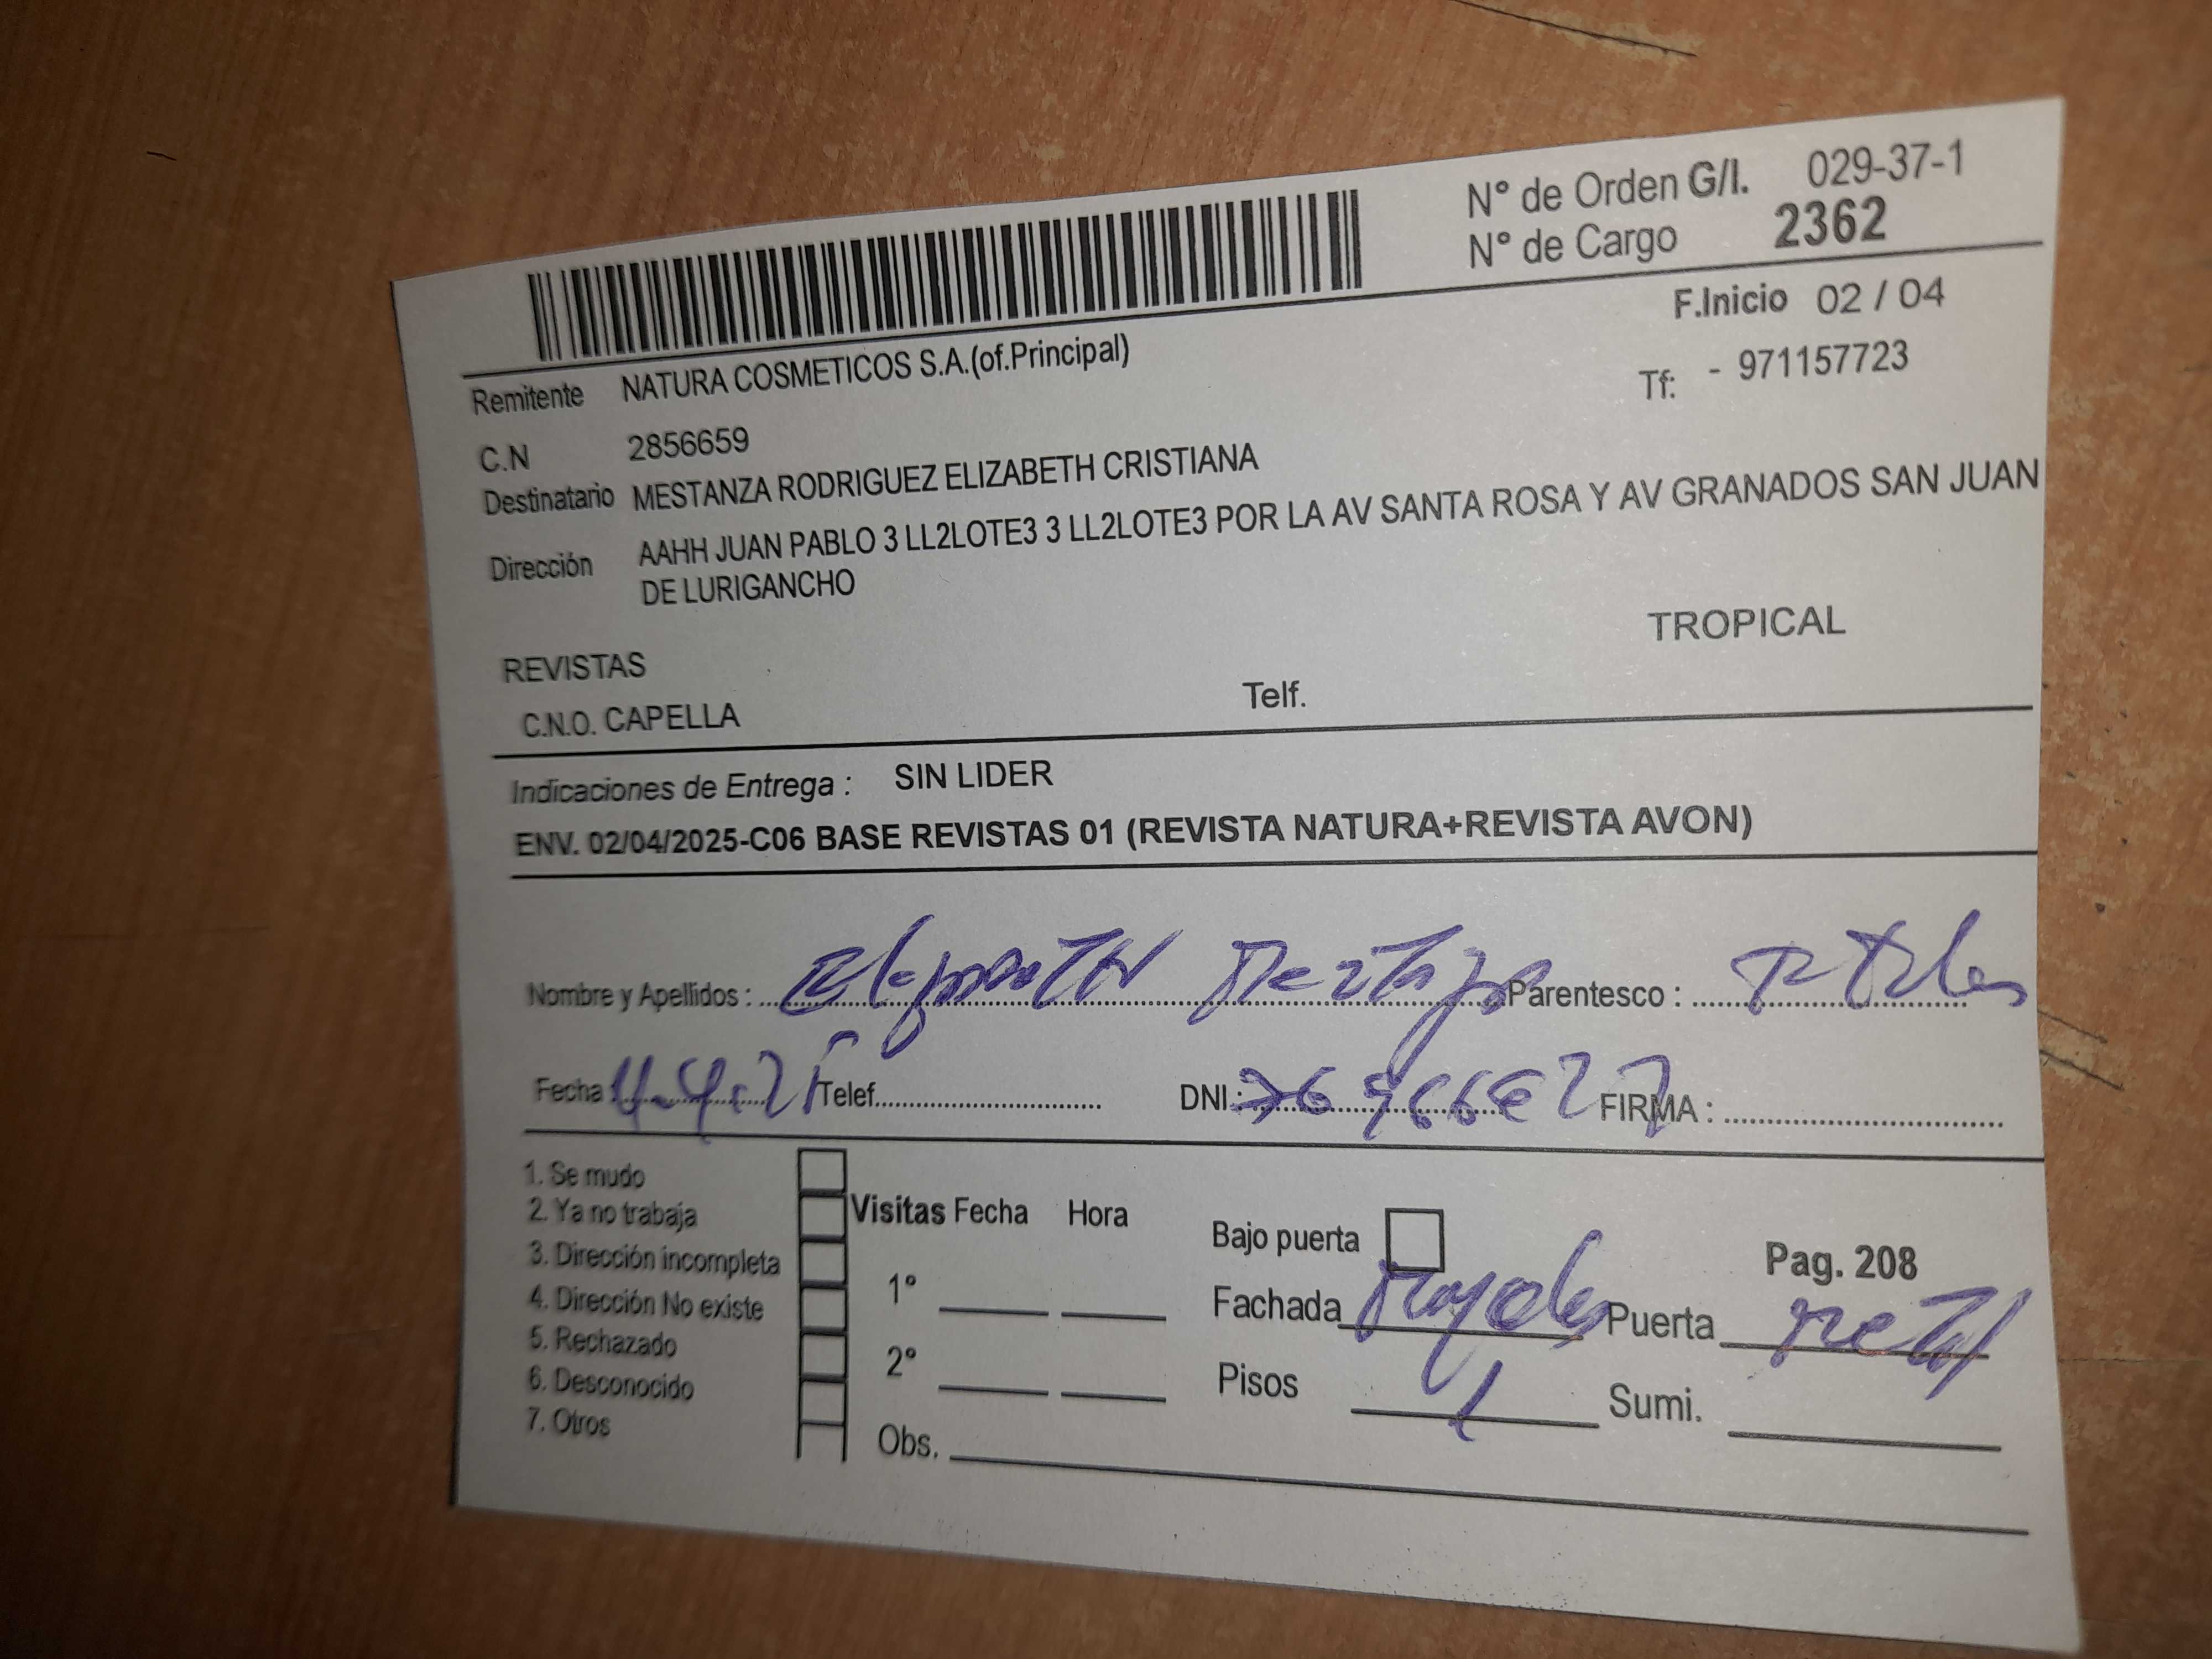 N° de Orden G/I. 029-37-1
N° de Cargo 2362
F.Inicio 02 / 04
Remitente NATURA COSMETICOS S.A.(of.Principal)
Tf: - 971157723
C.N 2856659
Destinatario MESTANZA RODRIGUEZ ELIZABETH CRISTIANA
Dirección AAHH JUAN PABLO 3 LL2LOTE3 3 LL2LOTE3 POR LA AV SANTA ROSA Y AV GRANADOS SAN JUAN
DE LURIGANCHO
TROPICAL
REVISTAS
C.N.O. CAPELLA Telf.
Indicaciones de Entrega : SIN LIDER
ENV. 02/04/2025-C06 BASE REVISTAS 01 (REVISTA NATURA+REVISTA AVON)
Nombre y Apellidos : Parentesco :
Fecha : Telef. DNI.: FIRMA :
1. Se mudo
2. Ya no trabaja
3. Dirección incompleta
4. Dirección No existe
5. Rechazado
6. Desconocido
7. Otros
Visitas Fecha Hora
1°
2°
Obs.
Bajo puerta
Pag. 208
Fachada Puerta metal
Pisos 1 Sumi.